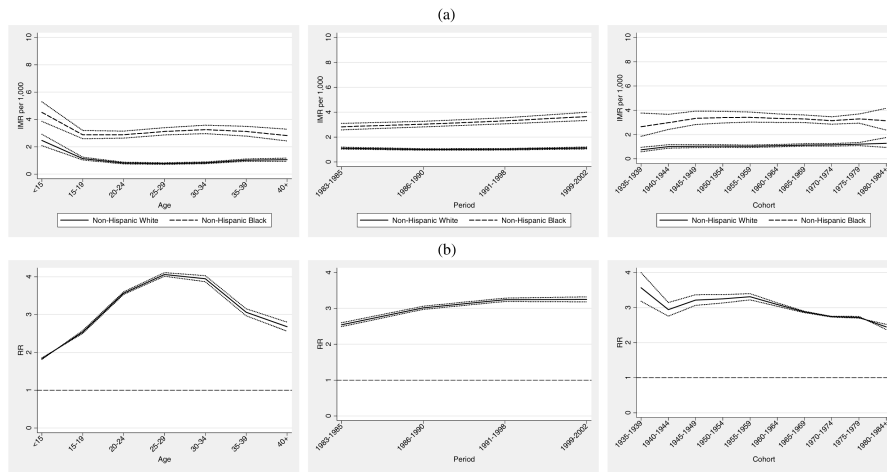 (a)
IMR per 1,000
0 2 4 6 8 10
<15 15-19 20-24 25-29 30-34 35-39 40+
Age
Non-Hispanic White Non-Hispanic Black
IMR per 1,000
0 2 4 6 8 10
1983-1985 1986-1990 1991-1998 1999-2002
Period
Non-Hispanic White Non-Hispanic Black
IMR per 1,000
0 2 4 6 8 10
1935-1939 1940-1944 1945-1949 1950-1954 1955-1959 1960-1964 1965-1969 1970-1974 1975-1979 1980-1984+
Cohort
Non-Hispanic White Non-Hispanic Black
(b)
RR
0 1 2 3 4
<15 15-19 20-24 25-29 30-34 35-39 40+
Age
RR
0 1 2 3 4
1983-1985 1986-1990 1991-1998 1999-2002
Period
RR
0 1 2 3 4
1935-1939 1940-1944 1945-1949 1950-1954 1955-1959 1960-1964 1965-1969 1970-1974 1975-1979 1980-1984+
Cohort